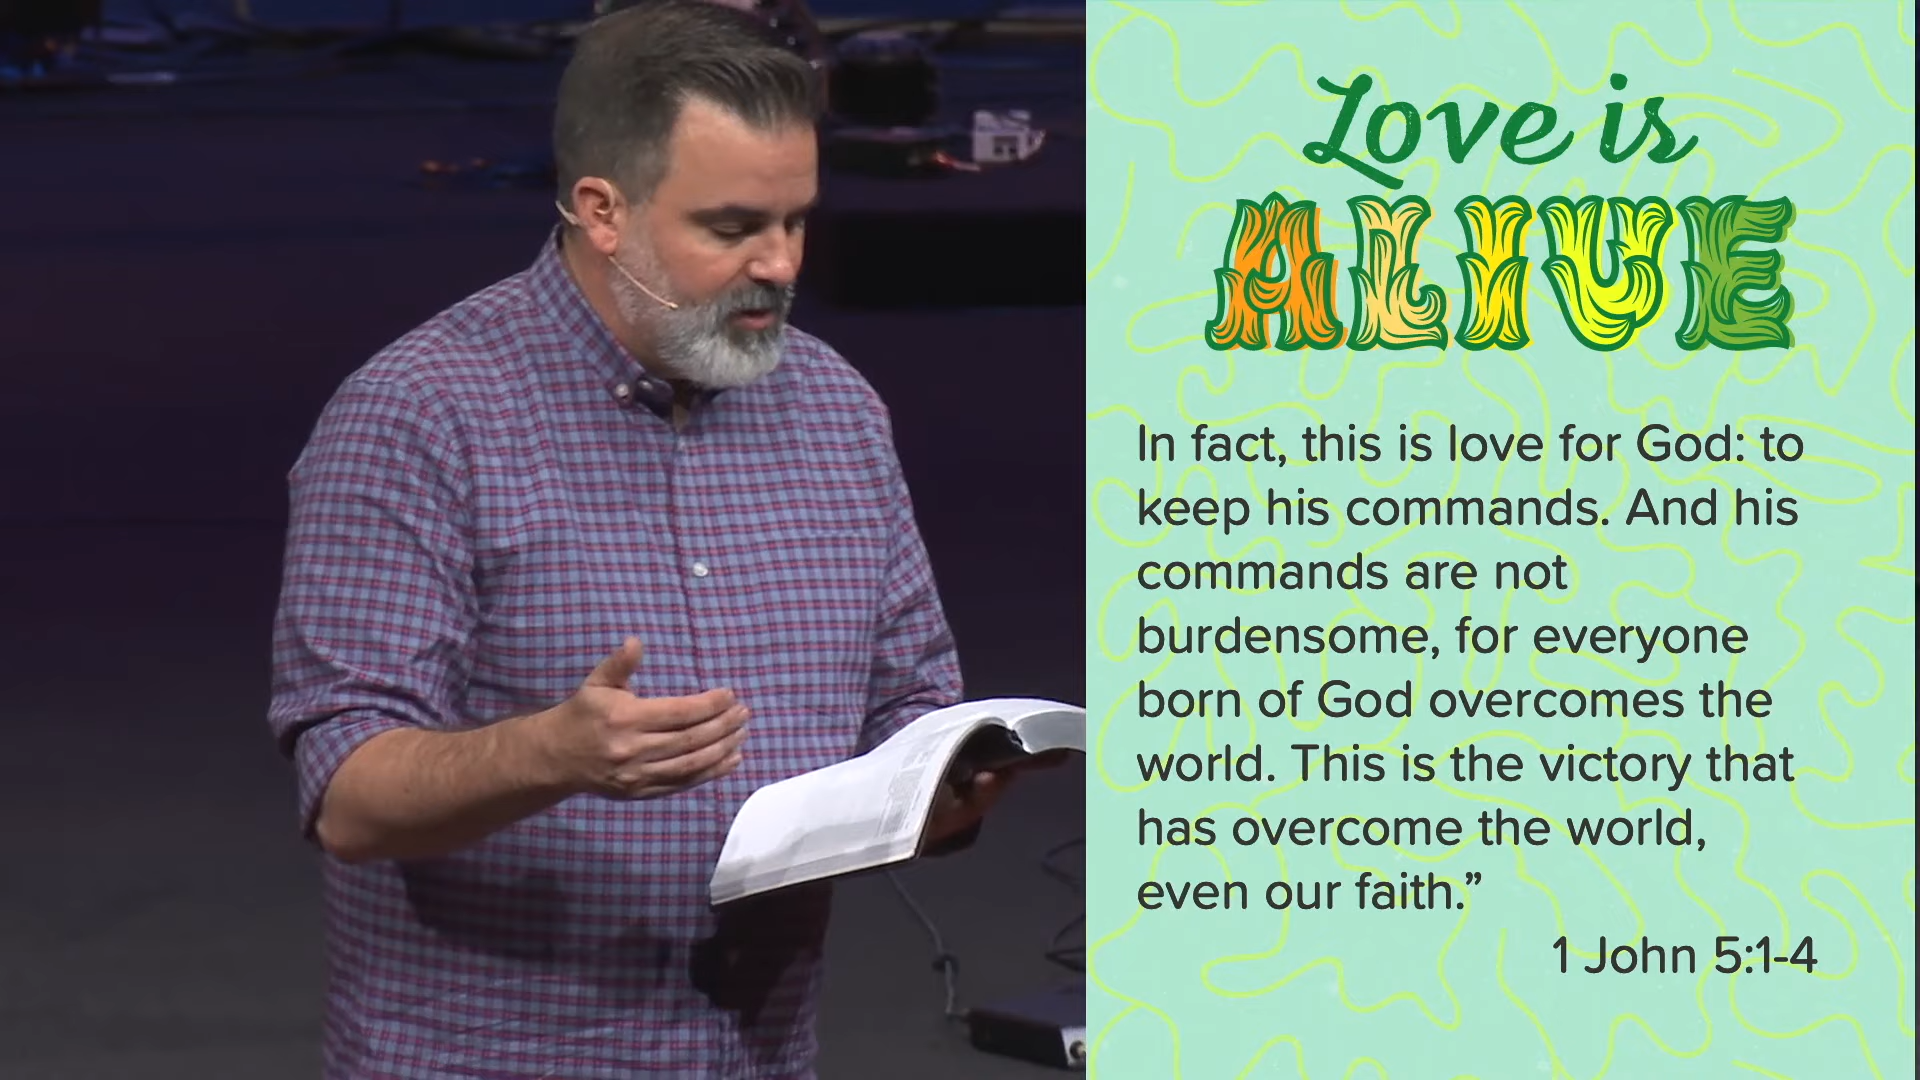 Love is
ALIVE
In fact, this is love for God: to
keep his commands. And his
commands are not
burdensome, for everyone
born of God overcomes the
world. This is the victory that
has overcome the world,
even our faith.”
1 John 5:1-4